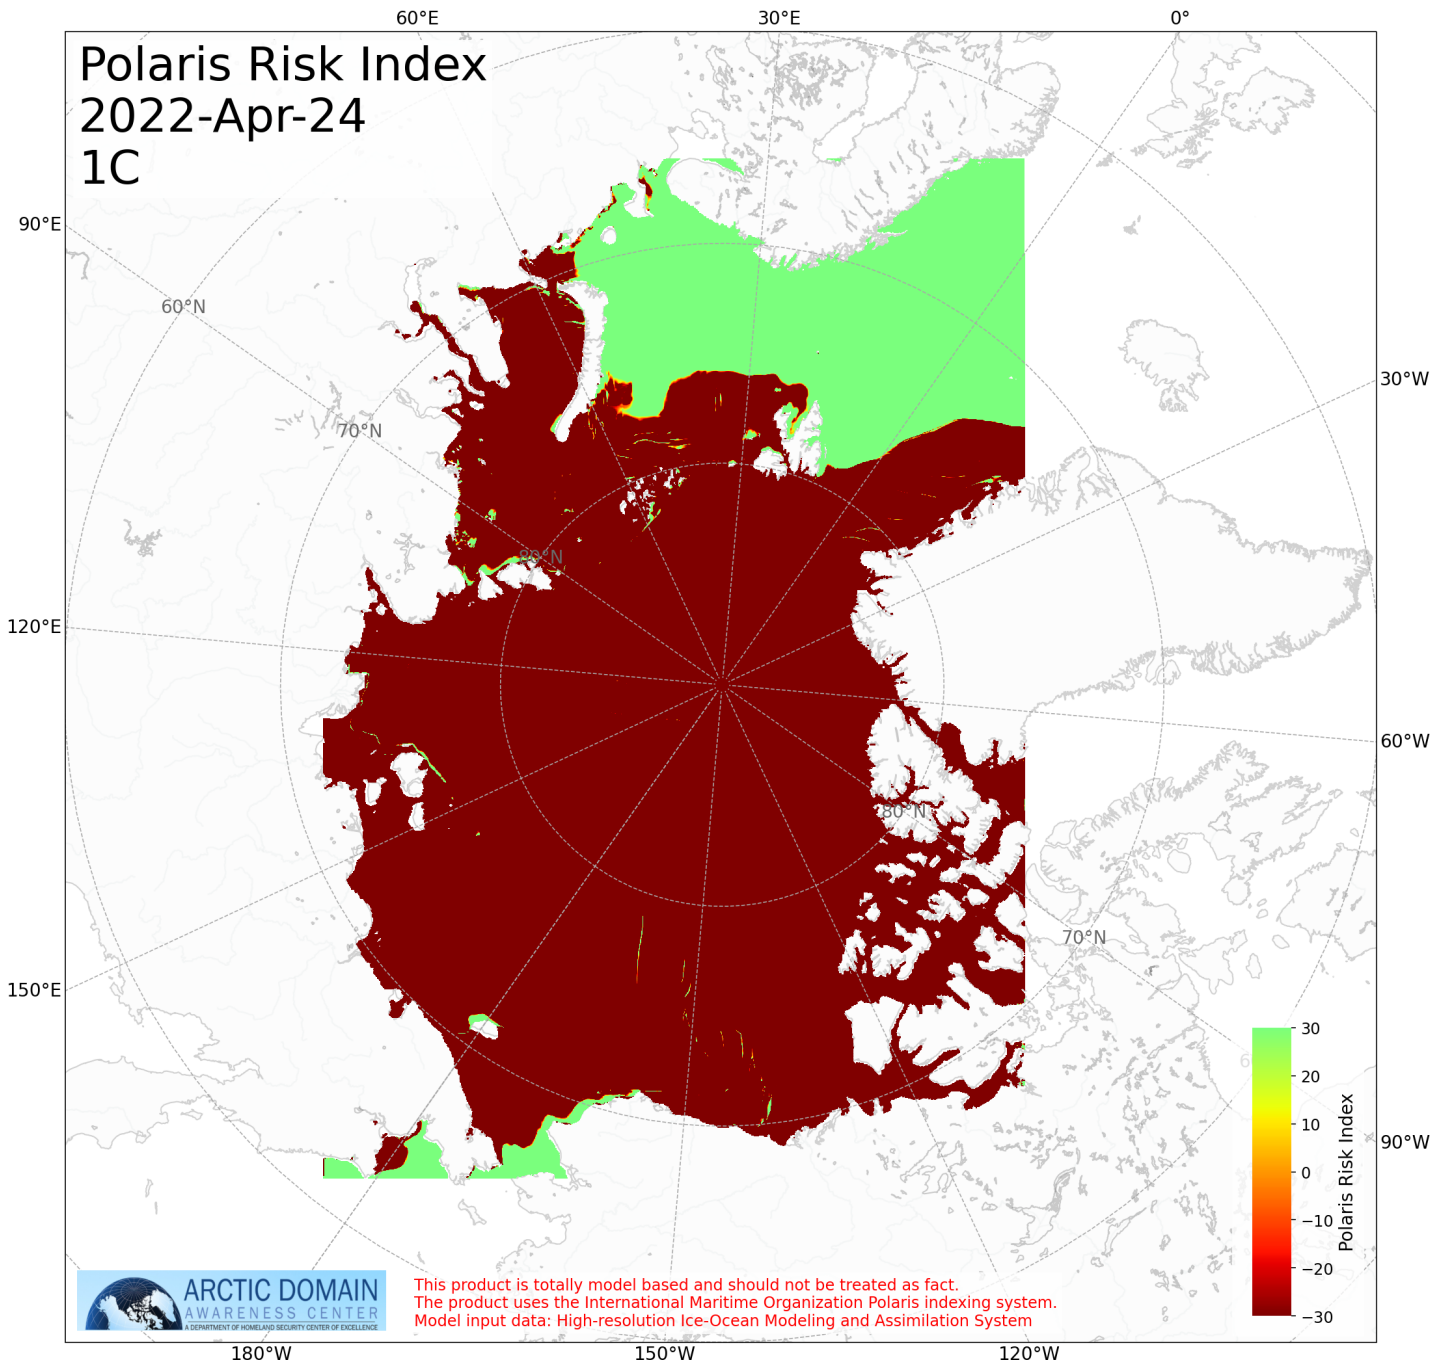 60°E 30°E 0°
Polaris Risk Index
2022-Apr-24
1C
90°E
60°N
30°W
70°N
80°N
120°E
60°W
80°N
70°N
150°E
30
20
10
0
−10
−20
−30
Polaris Risk Index
90°W
ARCTIC DOMAIN
AWARENESS CENTER
A DEPARTMENT OF HOMELAND SECURITY CENTER OF EXCELLENCE
This product is totally model based and should not be treated as fact.
The product uses the International Maritime Organization Polaris indexing system.
Model input data: High-resolution Ice-Ocean Modeling and Assimilation System
180°W 150°W 120°W